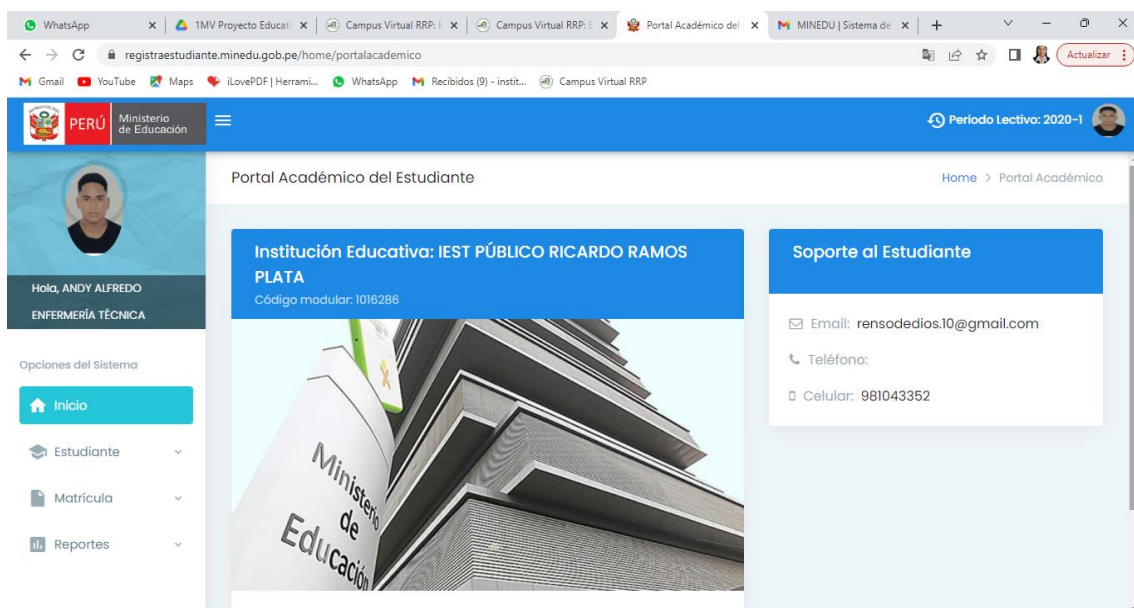 WhatsApp
1MV Proyecto Educati
Campus Virtual RRP: E
Campus Virtual RRP: E
Portal Académico del
MINEDU | Sistema de
registraestudiante.minedu.gob.pe/home/portalacademico
Actualizar
Gmail
YouTube
Maps
iLovePDF | Herrami...
WhatsApp
Recibidos (9) - instit...
Campus Virtual RRP
PERÚ
Ministerio
de Educación
Periodo Lectivo: 2020-1
Hola, ANDY ALFREDO
ENFERMERÍA TÉCNICA
Opciones del Sistema
Inicio
Estudiante
Matrícula
Reportes
Portal Académico del Estudiante
Home > Portal Académico
Institución Educativa: IEST PÚBLICO RICARDO RAMOS
PLATA
Código modular: 1016286
Ministerio
de
Educación
Soporte al Estudiante
Email: rensodedios.10@gmail.com
Teléfono:
Celular: 981043352